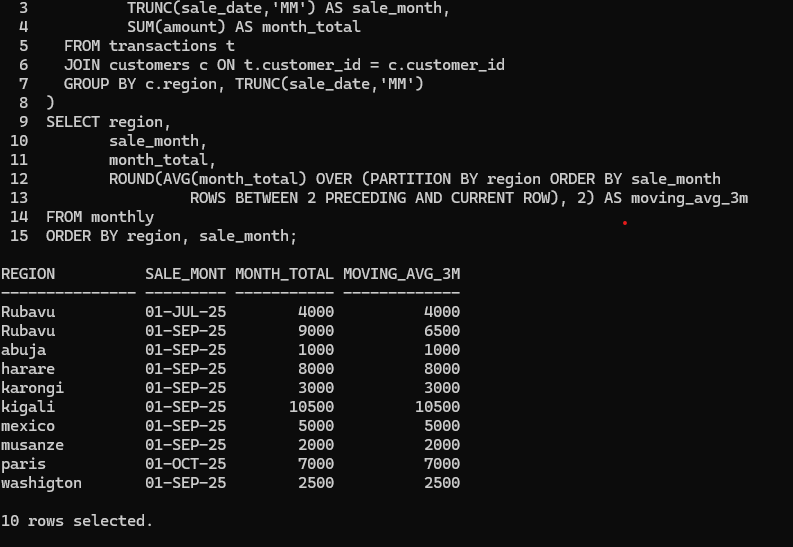 3 TRUNC(sale_date,'MM') AS sale_month,
4 SUM(amount) AS month_total
5 FROM transactions t
6 JOIN customers c ON t.customer_id = c.customer_id
7 GROUP BY c.region, TRUNC(sale_date,'MM')
8 )
9 SELECT region,
10 sale_month,
11 month_total,
12 ROUND(AVG(month_total) OVER (PARTITION BY region ORDER BY sale_month
13 ROWS BETWEEN 2 PRECEDING AND CURRENT ROW), 2) AS moving_avg_3m
14 FROM monthly
15 ORDER BY region, sale_month;
REGION SALE_MONT MONTH_TOTAL MOVING_AVG_3M
--------------- --------- ----------- -------------
Rubavu 01-JUL-25 4000 4000
Rubavu 01-SEP-25 9000 6500
abuja 01-SEP-25 1000 1000
harare 01-SEP-25 8000 8000
karongi 01-SEP-25 3000 3000
kigali 01-SEP-25 10500 10500
mexico 01-SEP-25 5000 5000
musanze 01-SEP-25 2000 2000
paris 01-OCT-25 7000 7000
washigton 01-SEP-25 2500 2500
10 rows selected.